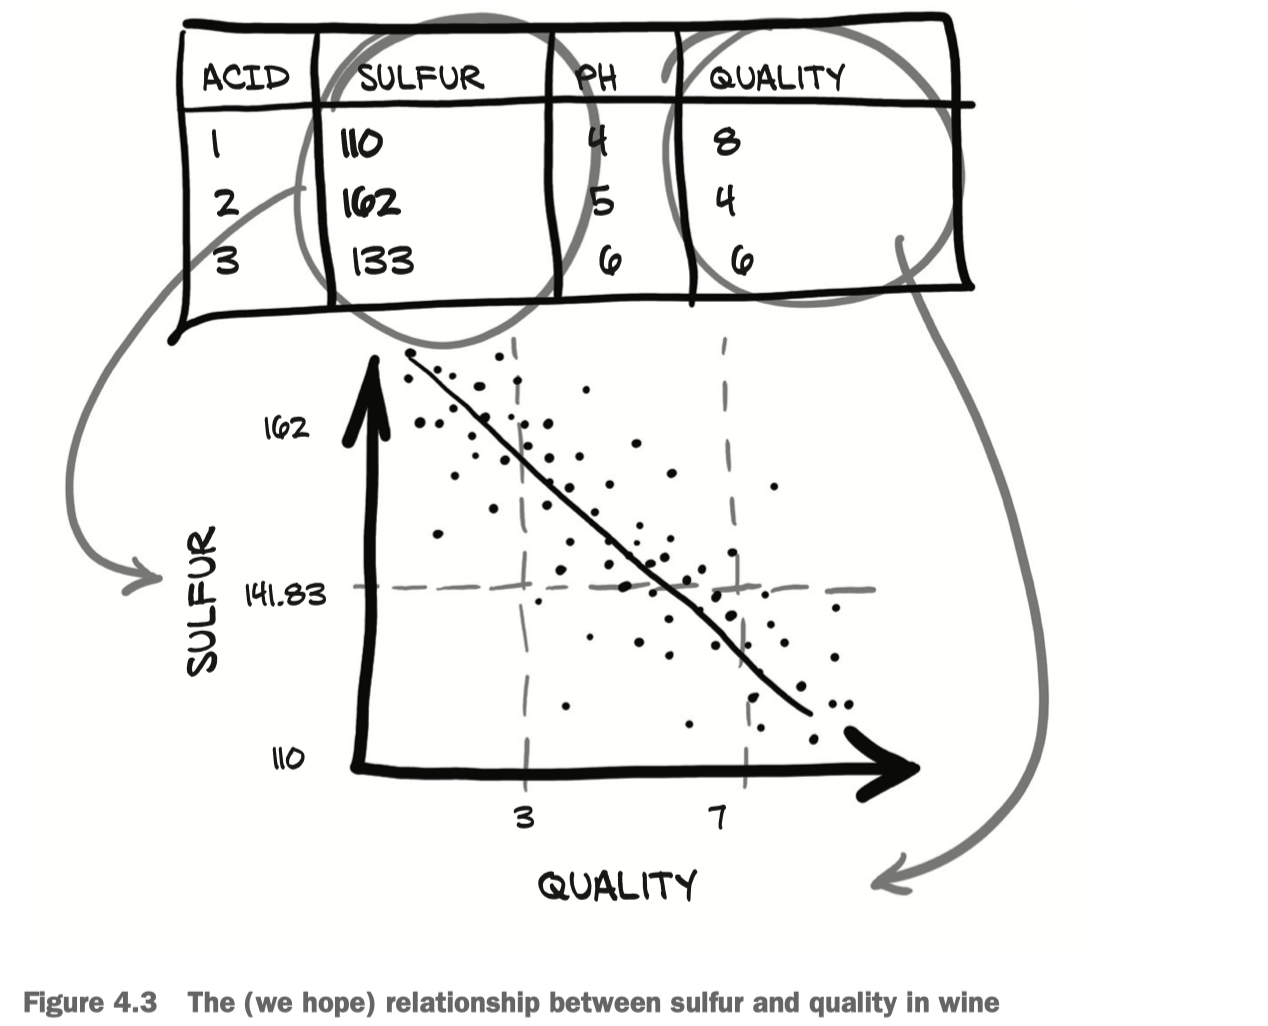 ACID SULFUR PH QUALITY
1 110 4 8
2 162 5 4
3 133 6 6
162
SULFUR
141.83
110
3 7
QUALITY
Figure 4.3 The (we hope) relationship between sulfur and quality in wine